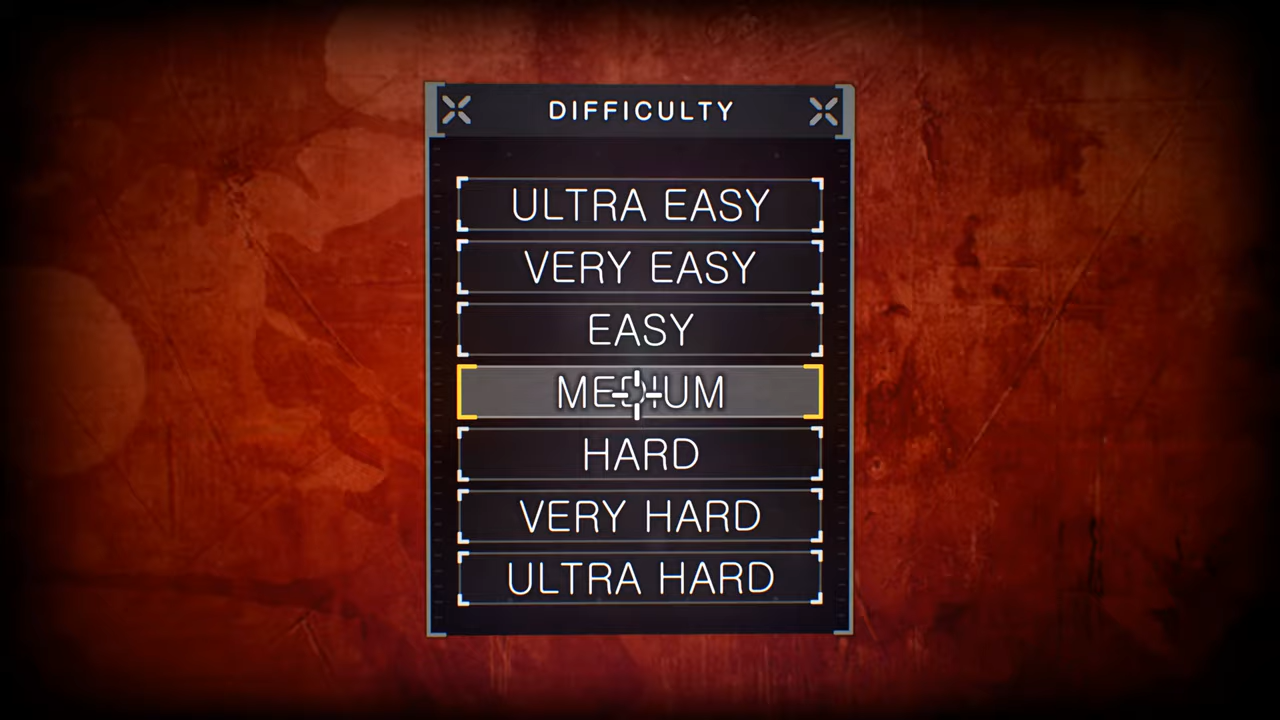 DIFFICULTY
ULTRA EASY
VERY EASY
EASY
MEDIUM
HARD
VERY HARD
ULTRA HARD